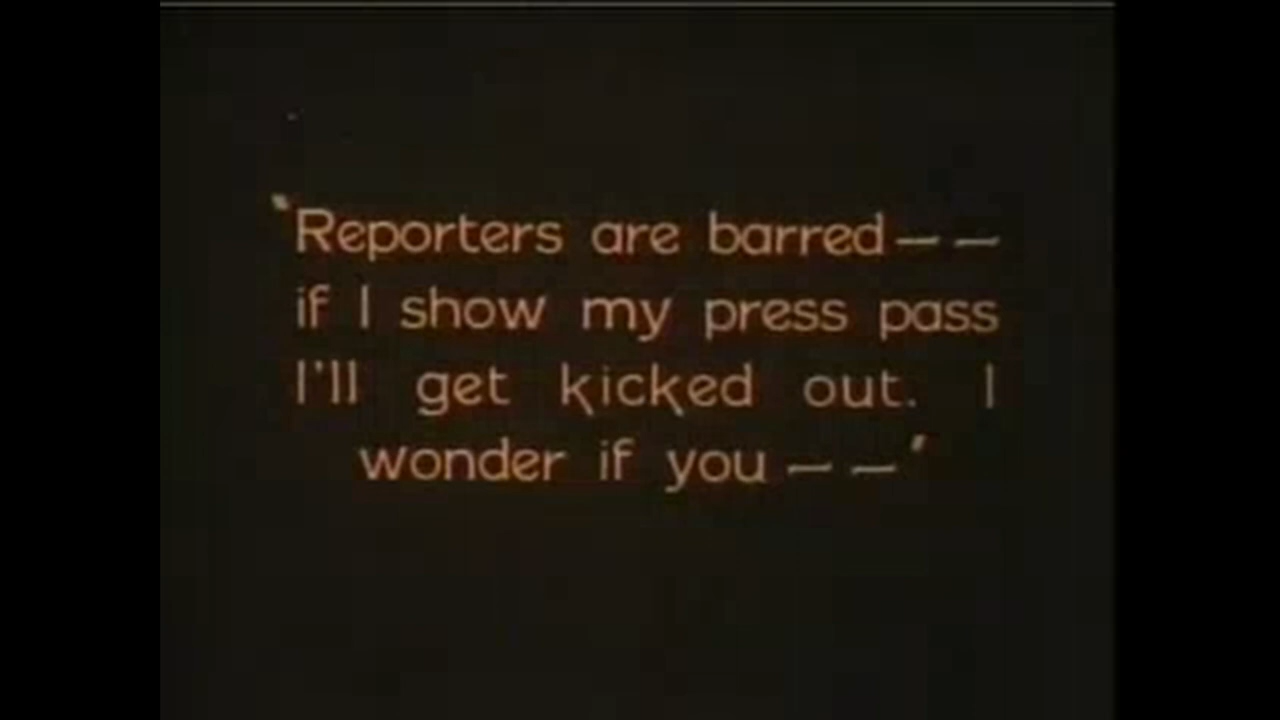 "Reporters are barred——
if I show my press pass
I'll get kicked out. I
wonder if you——"